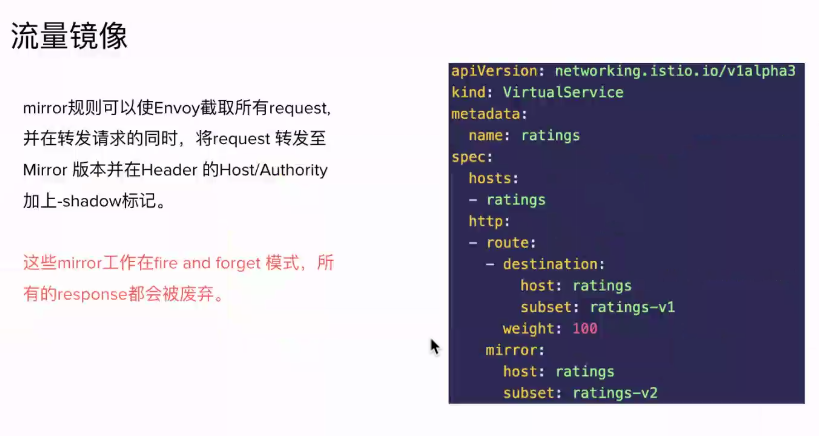 流量镜像
mirror规则可以使Envoy截取所有request,
并在转发请求的同时，将request 转发至
Mirror 版本并在Header 的Host/Authority
加上-shadow标记。
这些mirror工作在fire and forget 模式，所
有的response都会被废弃。
apiVersion: networking.istio.io/v1alpha3
kind: VirtualService
metadata:
  name: ratings
spec:
  hosts:
  - ratings
  http:
  - route:
    - destination:
        host: ratings
        subset: ratings-v1
      weight: 100
    mirror:
      host: ratings
      subset: ratings-v2